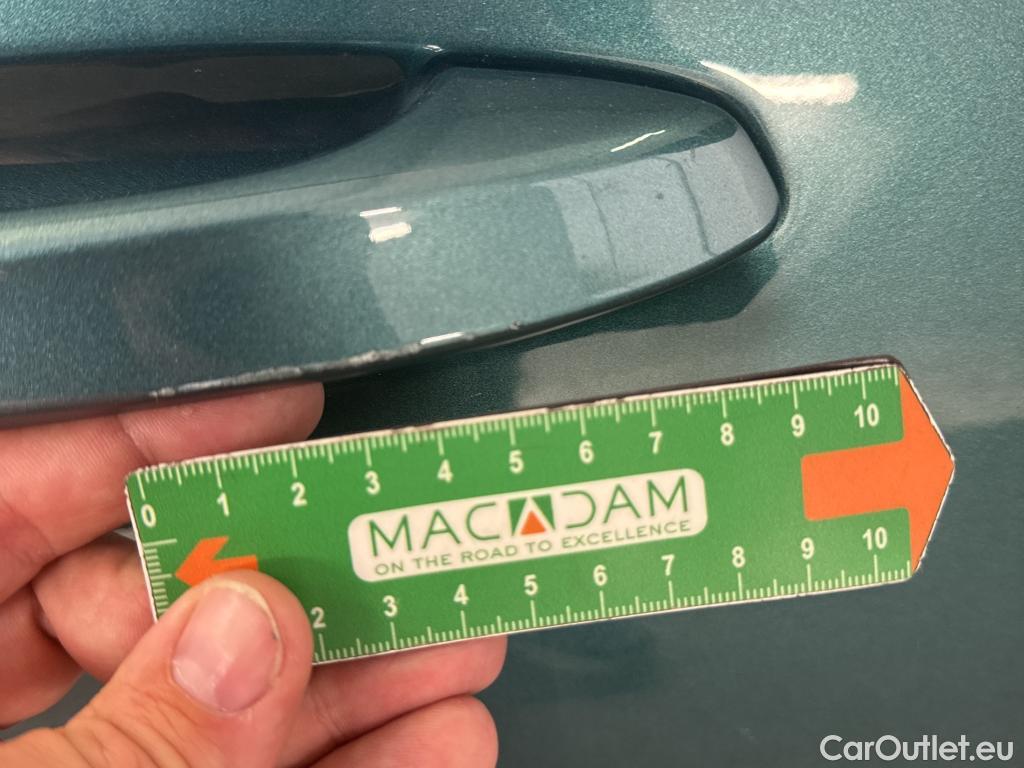 0 1 2 3 4 5 6 7 8 9 10
MACADAM
ON THE ROAD TO EXCELLENCE
2 3 4 5 6 7 8 9 10
CarOutlet.eu